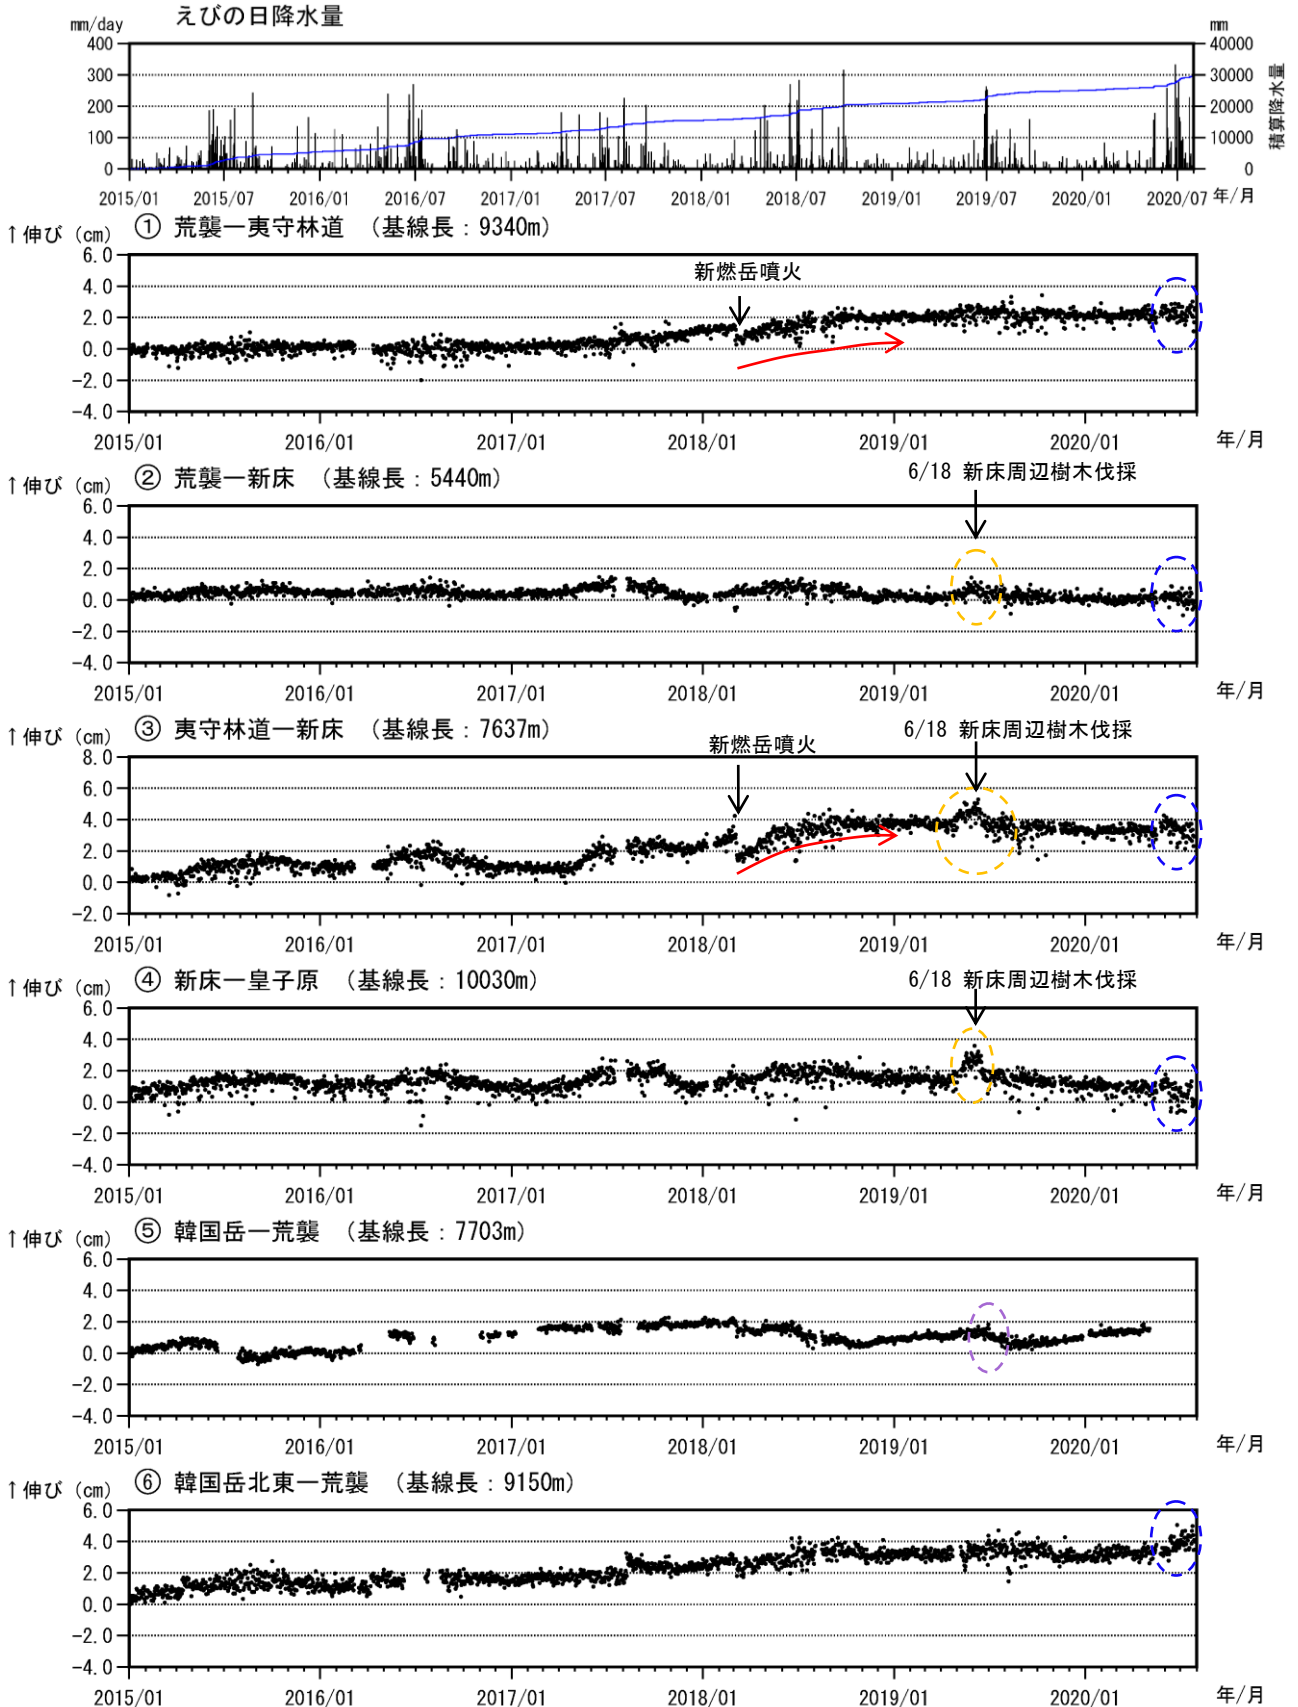 えびの日降水量
mm/day
mm
400
300
200
100
0
40000
30000
20000
10000
0
積算降水量
2015/01 2015/07 2016/01 2016/07 2017/01 2017/07 2018/01 2018/07 2019/01 2019/07 2020/01 2020/07 年/月
↑伸び (cm) ① 荒襲ー夷守林道 (基線長：9340m)
新燃岳噴火
6.0
4.0
2.0
0.0
-2.0
-4.0
2015/01 2016/01 2017/01 2018/01 2019/01 2020/01 年/月
↑伸び (cm) ② 荒襲ー新床 (基線長：5440m)
6/18 新床周辺樹木伐採
6.0
4.0
2.0
0.0
-2.0
-4.0
2015/01 2016/01 2017/01 2018/01 2019/01 2020/01 年/月
↑伸び (cm) ③ 夷守林道ー新床 (基線長：7637m)
新燃岳噴火
6/18 新床周辺樹木伐採
8.0
6.0
4.0
2.0
0.0
-2.0
2015/01 2016/01 2017/01 2018/01 2019/01 2020/01 年/月
↑伸び (cm) ④ 新床ー皇子原 (基線長：10030m)
6/18 新床周辺樹木伐採
6.0
4.0
2.0
0.0
-2.0
-4.0
2015/01 2016/01 2017/01 2018/01 2019/01 2020/01 年/月
↑伸び (cm) ⑤ 韓国岳ー荒襲 (基線長：7703m)
6.0
4.0
2.0
0.0
-2.0
-4.0
2015/01 2016/01 2017/01 2018/01 2019/01 2020/01 年/月
↑伸び (cm) ⑥ 韓国岳北東ー荒襲 (基線長：9150m)
6.0
4.0
2.0
0.0
-2.0
-4.0
2015/01 2016/01 2017/01 2018/01 2019/01 2020/01 年/月